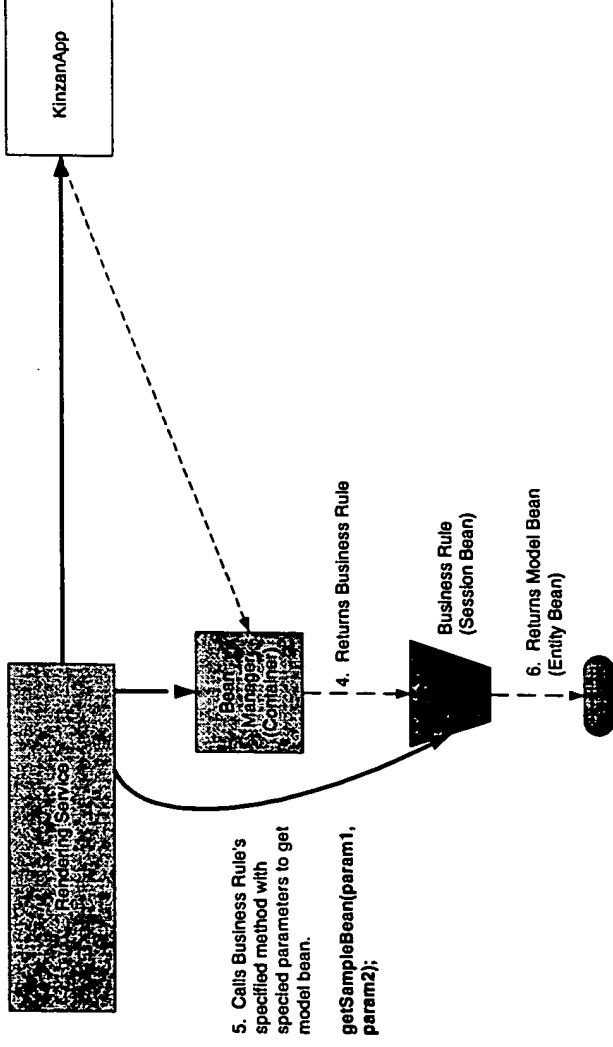 KinzanApp
Rendering Service
Bean
Manager
(Container)
4. Returns Business Rule
Business Rule
(Session Bean)
6. Returns Model Bean
(Entity Bean)
5. Calls Business Rule's
specified method with
specied parameters to get
model bean.
getSampleBean(param1,
param2);